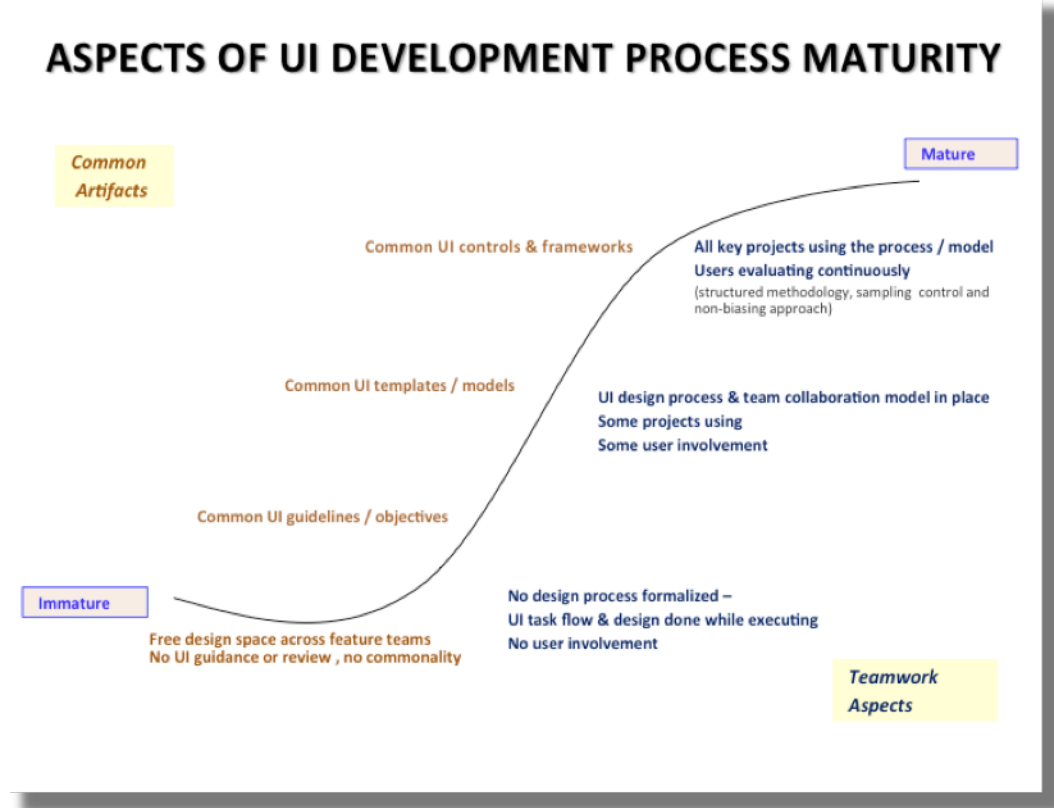 ASPECTS OF UI DEVELOPMENT PROCESS MATURITY
Common
Artifacts
Mature
Common UI controls & frameworks
All key projects using the process / model
Users evaluating continuously
(structured methodology, sampling control and
non-biasing approach)
Common UI templates / models
UI design process & team collaboration model in place
Some projects using
Some user involvement
Common UI guidelines / objectives
Immature
Free design space across feature teams
No UI guidance or review , no commonality
No design process formalized –
UI task flow & design done while executing
No user involvement
Teamwork
Aspects